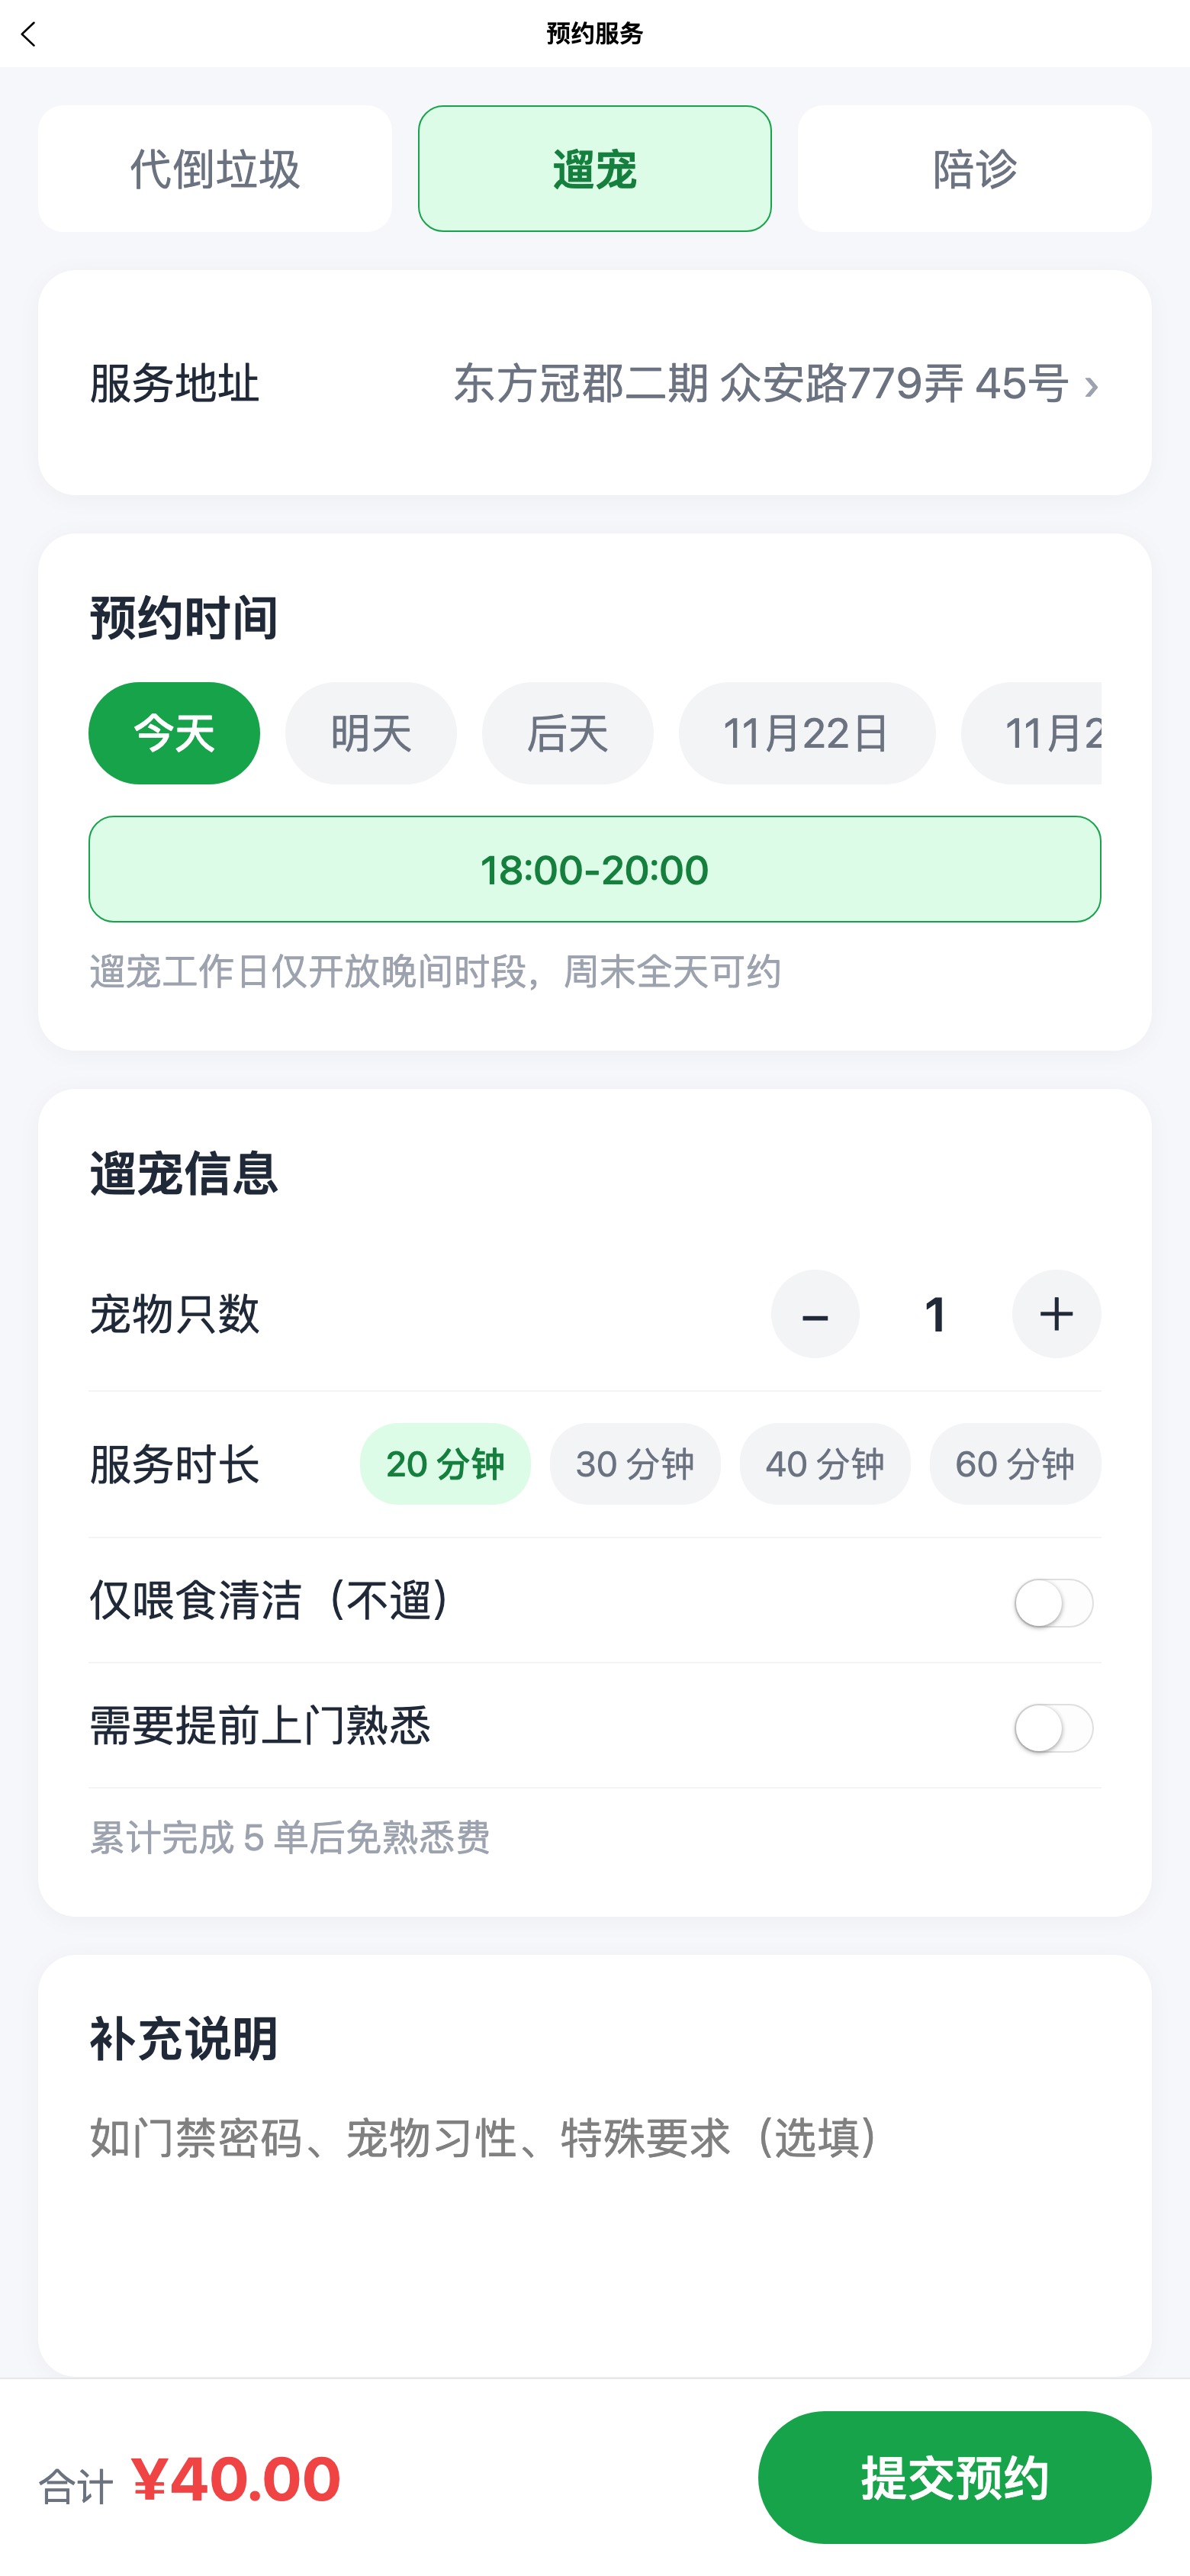 预约服务
代倒垃圾 遛宠 陪诊
服务地址 东方冠郡二期 众安路779弄 45号 ›
预约时间
今天 明天 后天 11月22日 11月2
18:00-20:00
遛宠工作日仅开放晚间时段，周末全天可约
遛宠信息
宠物只数 − 1 +
服务时长 20 分钟 30 分钟 40 分钟 60 分钟
仅喂食清洁（不遛）
需要提前上门熟悉
累计完成 5 单后免熟悉费
补充说明
如门禁密码、宠物习性、特殊要求（选填）
合计 ¥40.00 提交预约